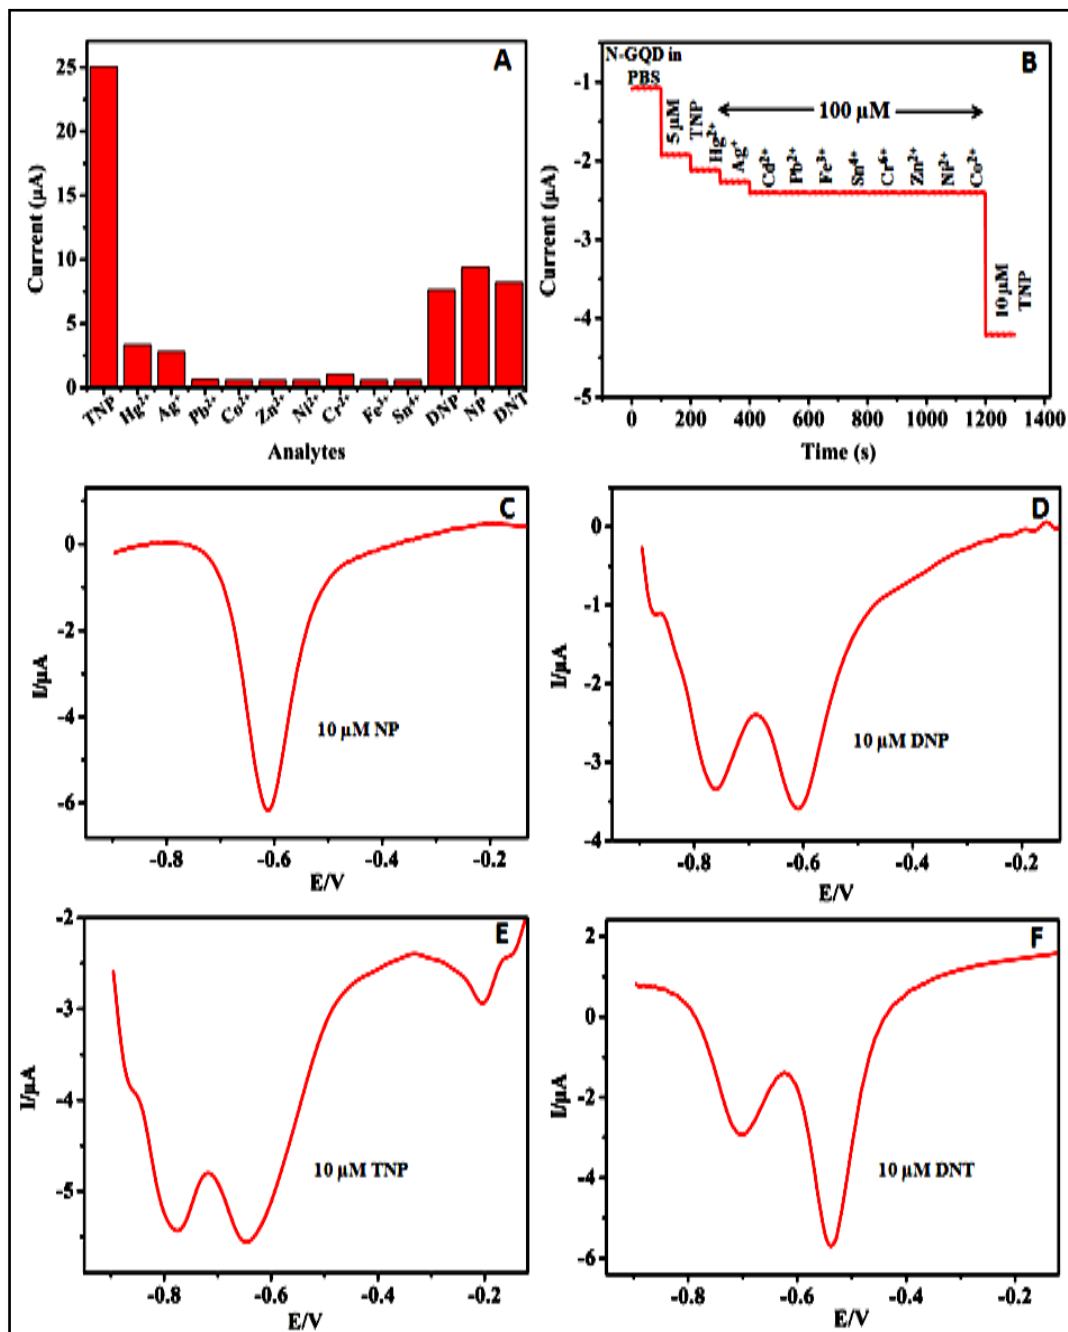 A
25
20
15
10
5
0
Current (µA)
TNP Hg²⁺ Ag⁺ Pb²⁺ Co²⁺ Zn²⁺ Ni²⁺ Cr²⁺ Fe³⁺ Sn⁴⁺ DNP NP DNT
Analytes
B
N-GQD in
PBS
5 µM
TNP
Hg²⁺
Ag⁺
100 µM
Cd²⁺ Pb²⁺ Fe³⁺ Sn⁴⁺ Cr⁶⁺ Zn²⁺ Ni²⁺ Co²⁺
10 µM
TNP
-1
-2
-3
-4
-5
Current (µA)
0 200 400 600 800 1000 1200 1400
Time (s)
C
0
-2
-4
-6
I/µA
10 µM NP
-0.8 -0.6 -0.4 -0.2
E/V
D
0
-1
-2
-3
-4
I/µA
10 µM DNP
-0.8 -0.6 -0.4 -0.2
E/V
E
-2
-3
-4
-5
I/µA
10 µM TNP
-0.8 -0.6 -0.4 -0.2
E/V
F
2
0
-2
-4
-6
I/µA
10 µM DNT
-0.8 -0.6 -0.4 -0.2
E/V